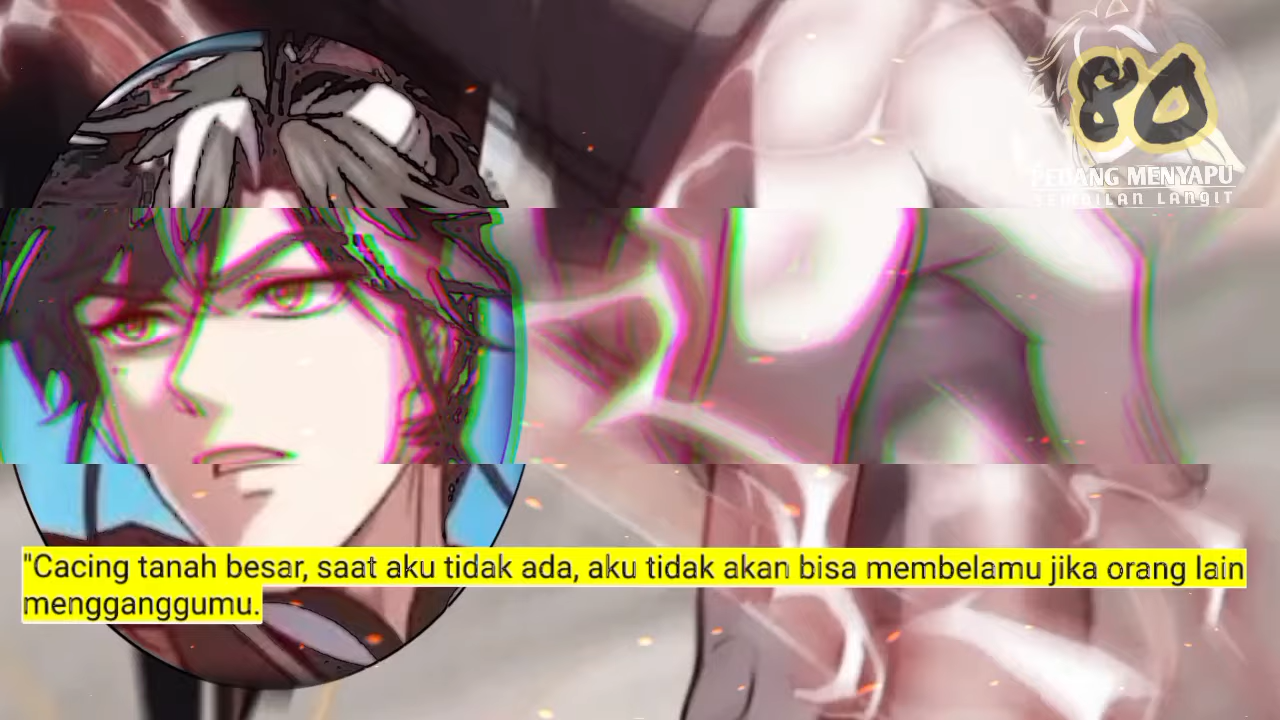 80
PEDANG MENYAPU
SEMBILAN LANGIT
"Cacing tanah besar, saat aku tidak ada, aku tidak akan bisa membelamu jika orang lain
mengganggumu.